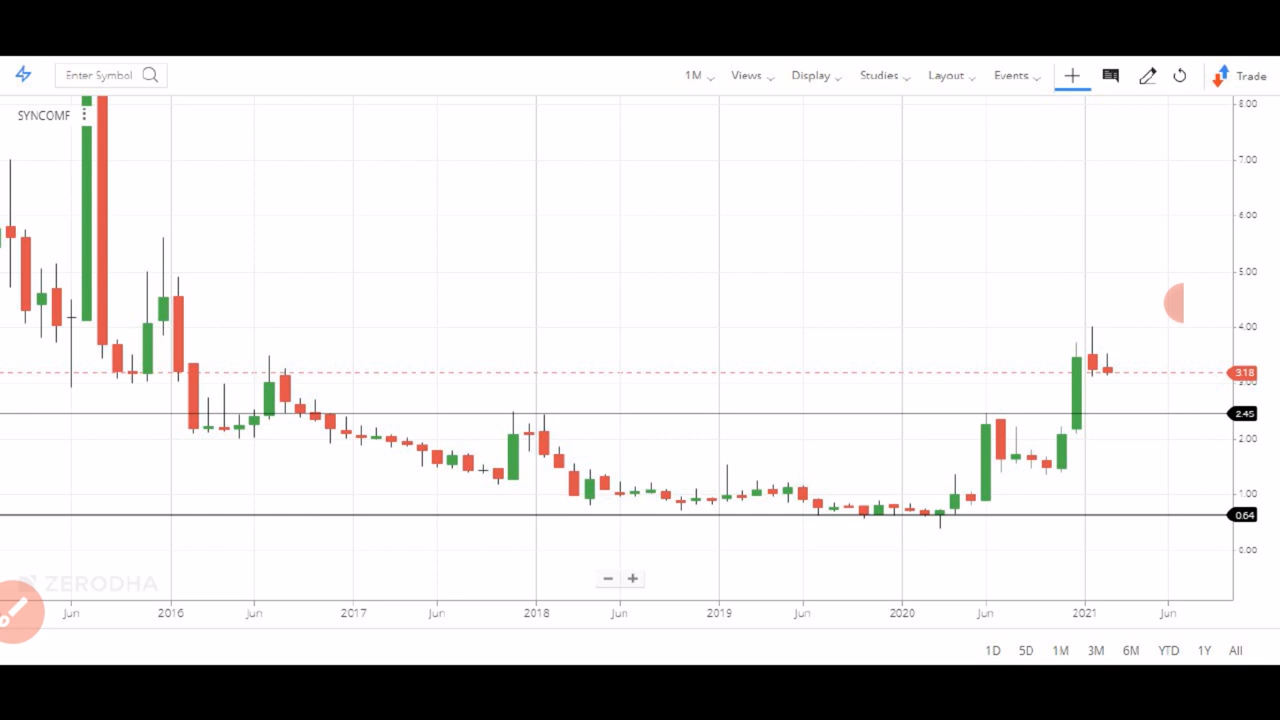 Enter Symbol 1M Views Display Studies Layout Events Trade
SYNCOMF
8.00
7.00
6.00
5.00
4.00
3.18
3.00
2.45
2.00
1.00
0.64
0.00
ZERODHA
Jun 2016 Jun 2017 Jun 2018 Jun 2019 Jun 2020 Jun 2021 Jun
1D 5D 1M 3M 6M YTD 1Y All